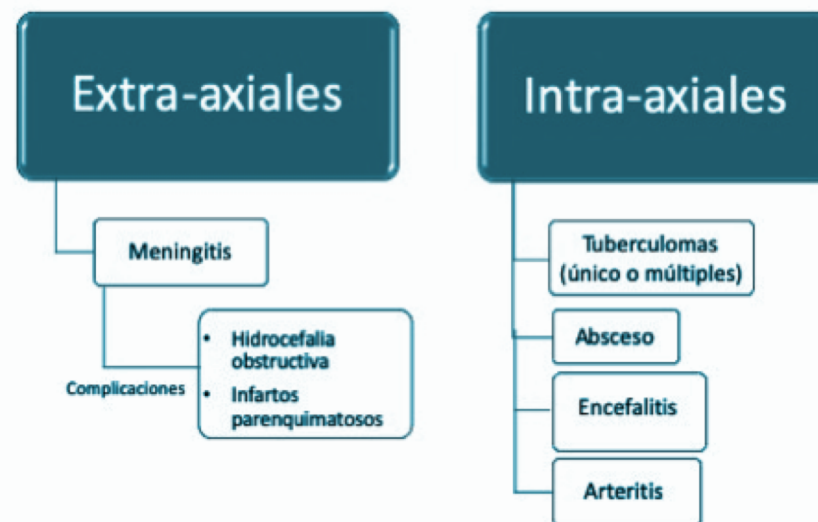 Extra-axiales
Meningitis
Complicaciones
• Hidrocefalia
obstructiva
• Infartos
parenquimatosos
Intra-axiales
Tuberculomas
(único o múltiples)
Absceso
Encefalitis
Arteritis